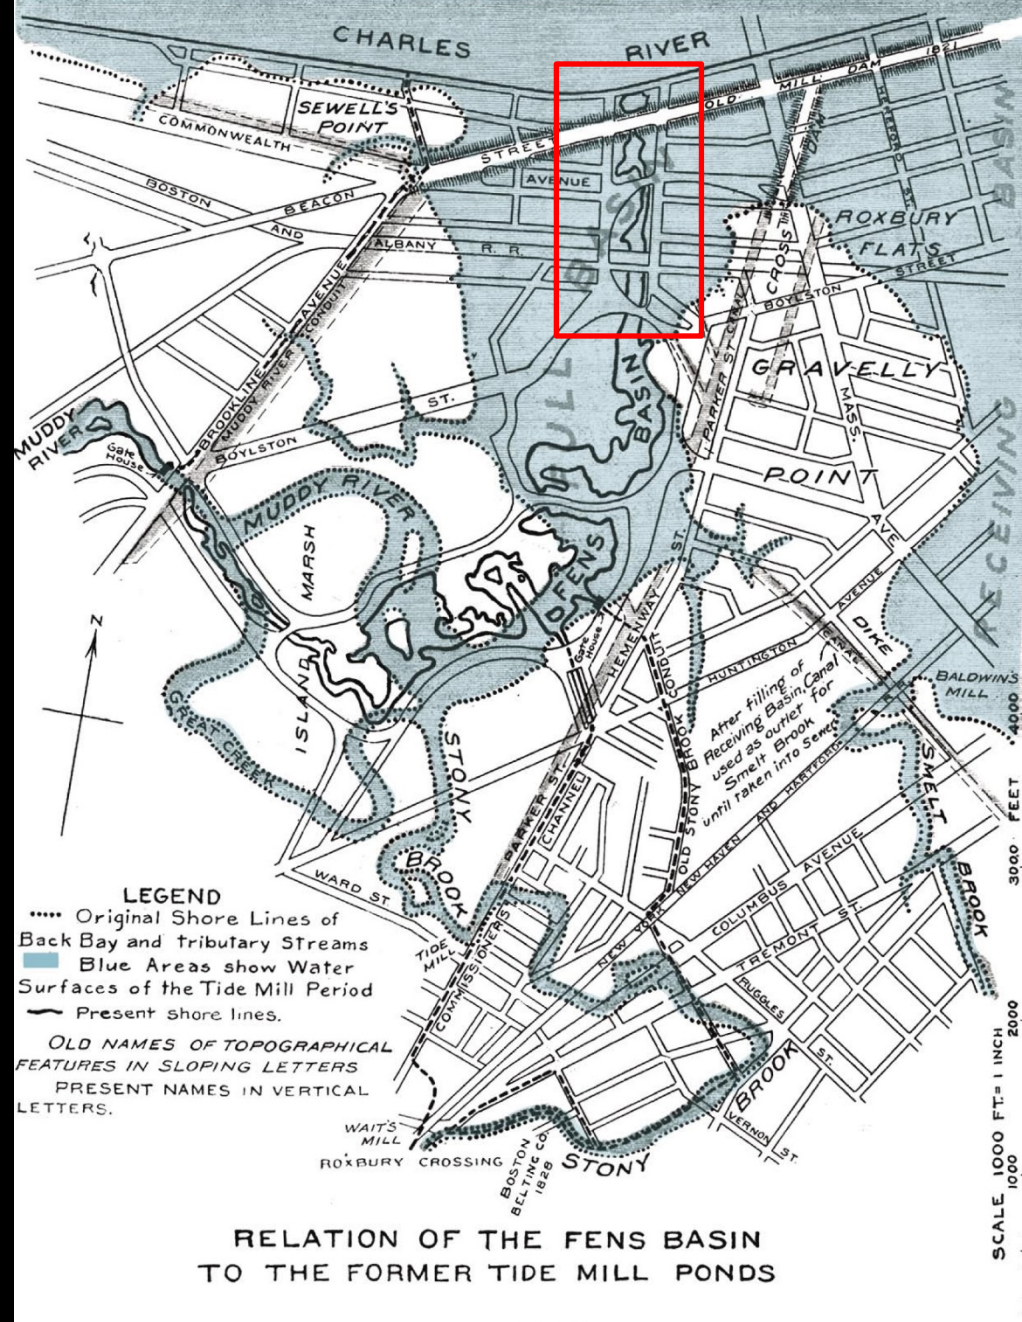 CHARLES RIVER
SEWELL'S
POINT
COMMONWEALTH
STREET
OLD MILL DAM 1821
AVENUE
HEREFORD ST.
BASIN
BOSTON
AND
ALBANY R. R.
BEACON
CROSS DAM
ROXBURY
FLATS
STREET
BOYLSTON
FULL BASIN
BASIN
AVENUE
BROOKLINE
MUDDY RIVER CONDUIT
PARKER ST. CANAL
GRAVELLY
POINT
MASS. AVE
RECEIVING
MUDDY
RIVER
Gate
House
BOYLSTON ST.
MUDDY RIVER
MARSH
ISLAND
FENS
GREAT CREEK
STONY
BROOK
Gate
House
HEMENWAY ST.
CONDUIT
OLD STONY BROOK
HUNTINGTON AVENUE
CANAL
DIKE
BALDWIN'S
MILL
After filling of
Receiving Basin, Canal
used as outlet for
Smelt Brook
until taken into Sewer
SMELT
BROOK
PARKER ST.
CHANNEL
COMMISSIONERS
NEW YORK NEW HAVEN AND HARTFORD
COLUMBUS AVENUE
TREMONT ST.
RUGGLES ST.
WARD ST.
TIDE
MILL
N
LEGEND
Original Shore Lines of
Back Bay and tributary Streams
Blue Areas show Water
Surfaces of the Tide Mill Period
Present shore lines.
OLD NAMES OF TOPOGRAPHICAL
FEATURES IN SLOPING LETTERS
PRESENT NAMES IN VERTICAL
LETTERS.
WAIT'S
MILL
ROXBURY CROSSING
BOSTON
BELTING CO.
1828
STONY
BROOK
VERNON ST.
SCALE 1000 FT. = 1 INCH
1000 2000 3000 FEET 4000
RELATION OF THE FENS BASIN
TO THE FORMER TIDE MILL PONDS